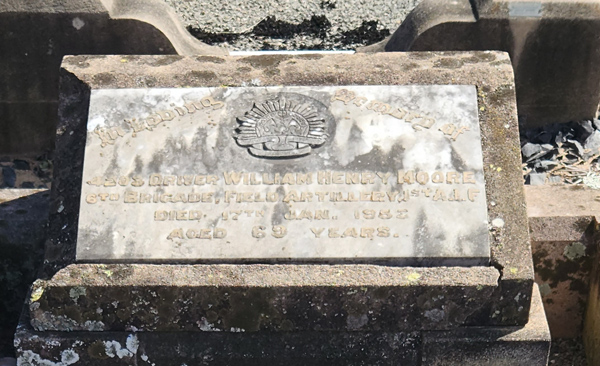 IN LOVING MEMORY OF
DRIVER WILLIAM HENRY MOORE
6TH BRIGADE, FIELD ARTILLERY, 1ST A.I.F
DIED 17TH JAN. 
AGED 69 YEARS.